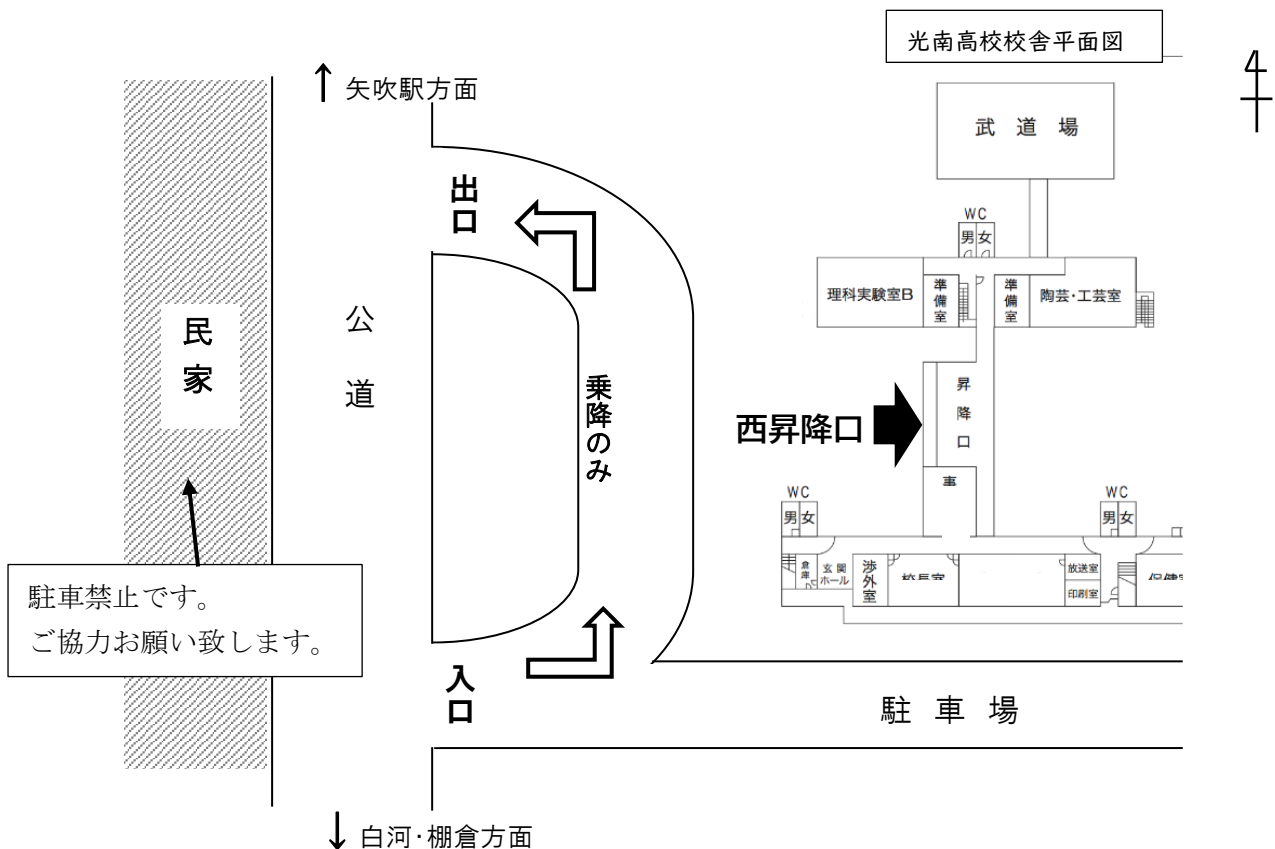 光南高校校舎平面図
↑ 矢吹駅方面
武道場
出口
WC
男 女
理科実験室B
準備室
準備室
陶芸・工芸室
民家
公道
乗降のみ
昇降口
西昇降口
事
WC
男 女
WC
男 女
倉庫
玄関
ホール
渉外室
校長室
放送室
印刷室
駐車禁止です。
ご協力お願い致します。
入口
駐車場
↓ 白河・棚倉方面